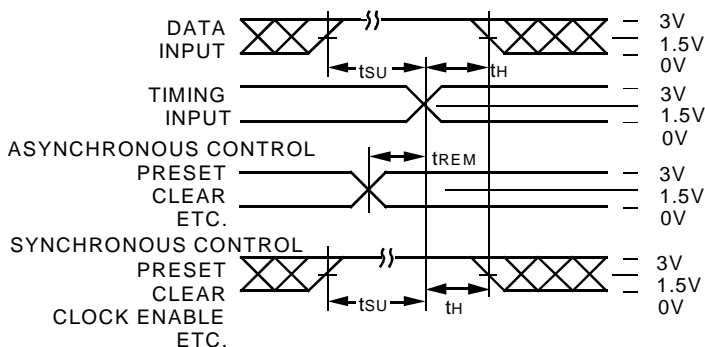 DATA
INPUT
tSU
tH
3V
1.5V
0V
TIMING
INPUT
3V
1.5V
0V
ASYNCHRONOUS CONTROL
tREM
PRESET
CLEAR
ETC.
3V
1.5V
0V
SYNCHRONOUS CONTROL
PRESET
CLEAR
CLOCK ENABLE
ETC.
tSU
tH
3V
1.5V
0V